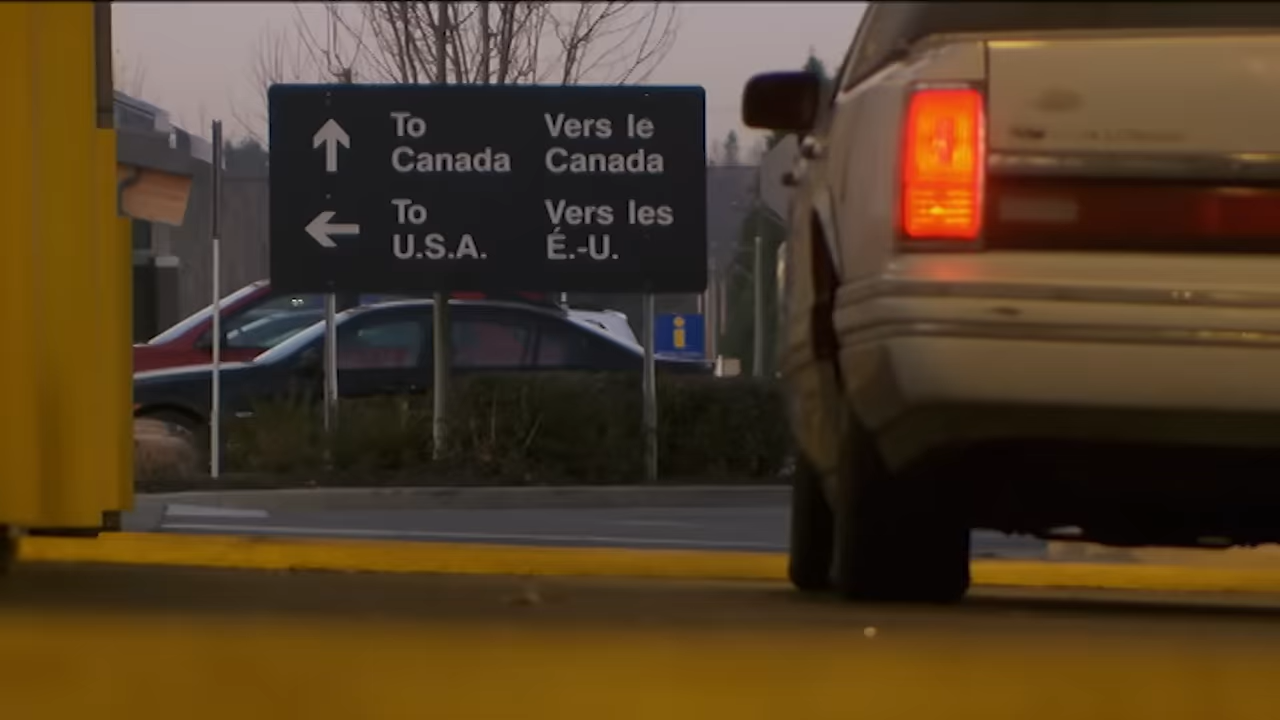 To Vers le
Canada Canada
To Vers les
U.S.A. É.-U.
i